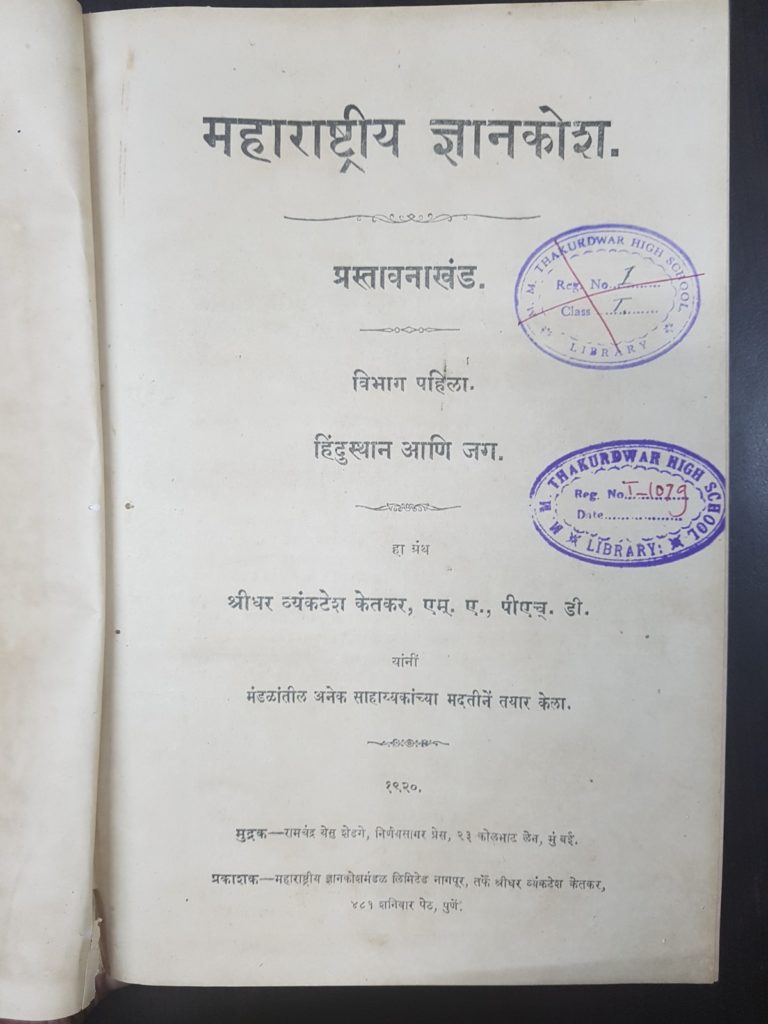 महाराष्ट्रीय ज्ञानकोश.
प्रस्तावनाखंड.
M. M. THAKURDWAR HIGH SCHOOL
Reg. No. 1
Class I.
LIBRARY
विभाग पहिला.
हिंदुस्थान आणि जग.
M. M. THAKURDWAR HIGH SCHOOL
Reg. No. I-1079
Date
LIBRARY:
हा ग्रंथ
श्रीधर व्यंकटेश केतकर, एम्. ए., पीएच्. डी.
यांनीं
मंडळांतील अनेक साहाय्यकांच्या मदतीनें तयार केला.
१९२०.
मुद्रक—रामचंद्र येसू शेडगे, निर्णयसागर प्रेस, २३ कोलभाट लेन, मुंबई.
प्रकाशक—महाराष्ट्रीय ज्ञानकोशमंडळ लिमिटेड नागपूर, तर्फे श्रीधर व्यंकटेश केतकर,
४८१ शनिवार पेठ, पुणें.